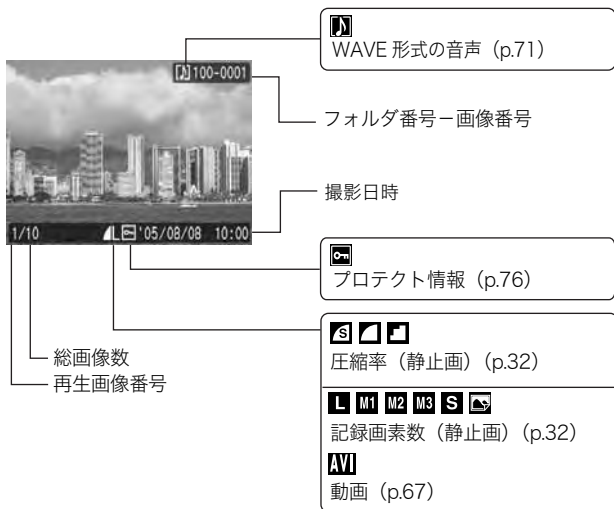 WAVE 形式の音声（p.71）
100-0001
フォルダ番号－画像番号
撮影日時
1/10 L '05/08/08 10:00
プロテクト情報（p.76）
S
圧縮率（静止画）（p.32）
総画像数
再生画像番号
L M1 M2 M3 S
記録画素数（静止画）（p.32）
AVI
動画（p.67）